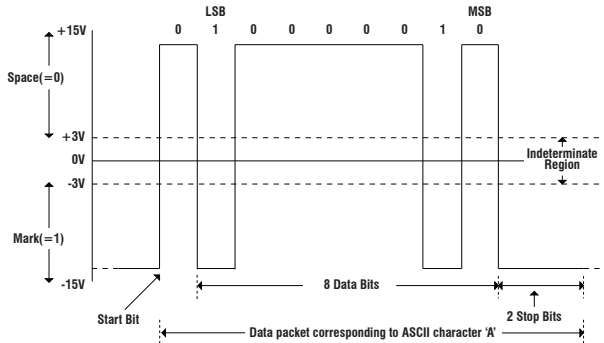 LSB MSB
+15V 0 1 0 0 0 0 0 1 0
Space(=0)
+3V
0V
Indeterminate
Region
-3V
Mark(=1)
-15V
8 Data Bits
Start Bit
2 Stop Bits
Data packet corresponding to ASCII character ‘A’